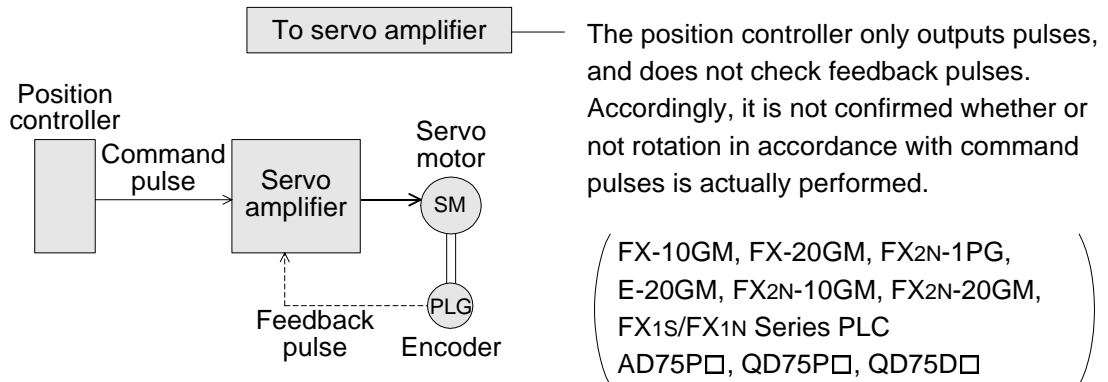 To servo amplifier
The position controller only outputs pulses,
and does not check feedback pulses.
Accordingly, it is not confirmed whether or
not rotation in accordance with command
pulses is actually performed.
Position
controller
Command
pulse
Servo
amplifier
Servo
motor
SM
PLG
Feedback
pulse
Encoder
FX-10GM, FX-20GM, FX2N-1PG,
E-20GM, FX2N-10GM, FX2N-20GM,
FX1S/FX1N Series PLC
AD75P□, QD75P□, QD75D□